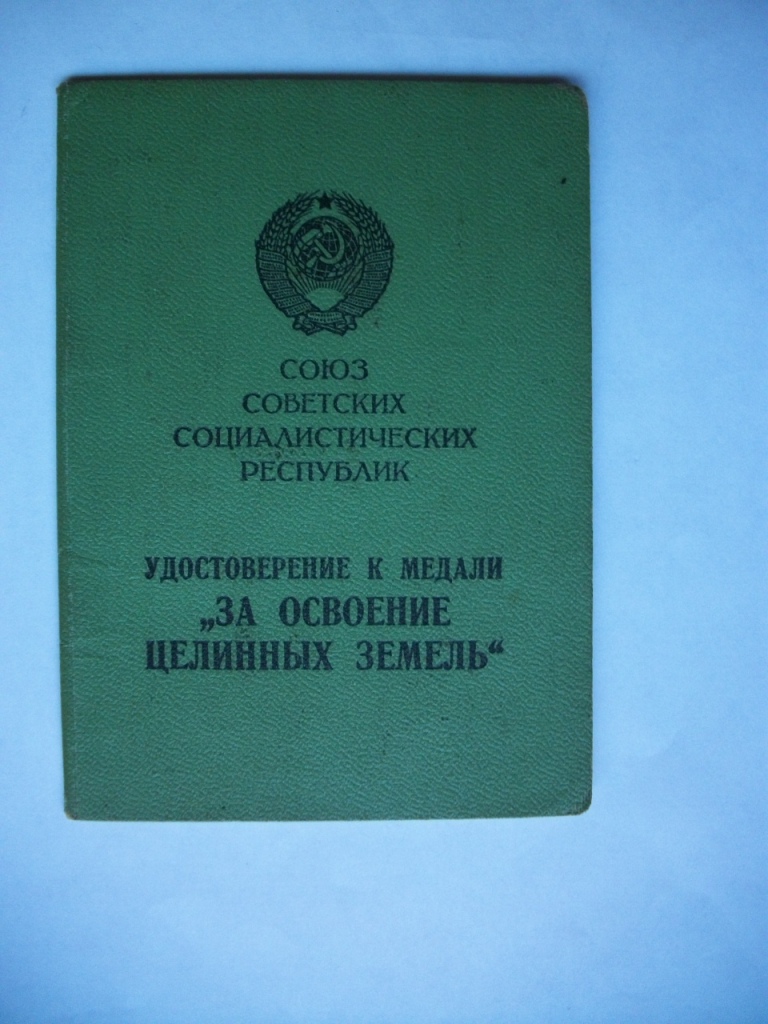 СОЮЗ
СОВЕТСКИХ
СОЦИАЛИСТИЧЕСКИХ
РЕСПУБЛИК
УДОСТОВЕРЕНИЕ К МЕДАЛИ
„ЗА ОСВОЕНИЕ
ЦЕЛИННЫХ ЗЕМЕЛЬ“